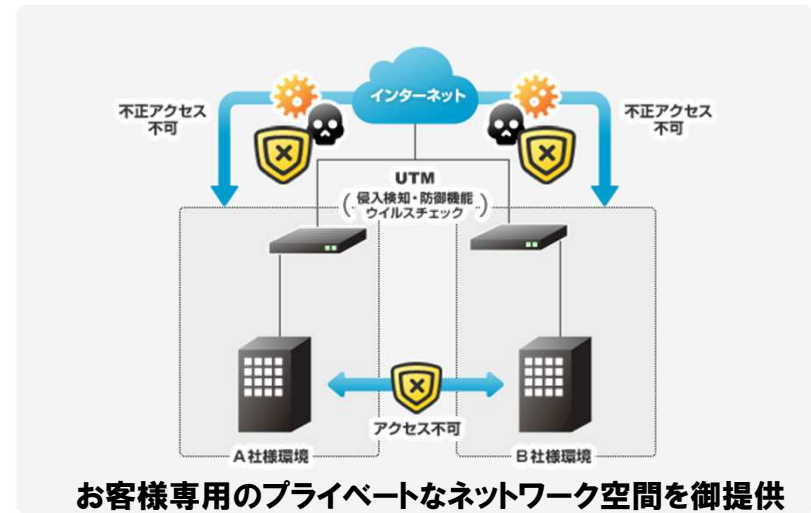 インターネット
不正アクセス
不可
不正アクセス
不可
UTM
(侵入検知・防御機能
ウイルスチェック)
アクセス不可
A社様環境
B社様環境
お客様専用のプライベートなネットワーク空間を御提供